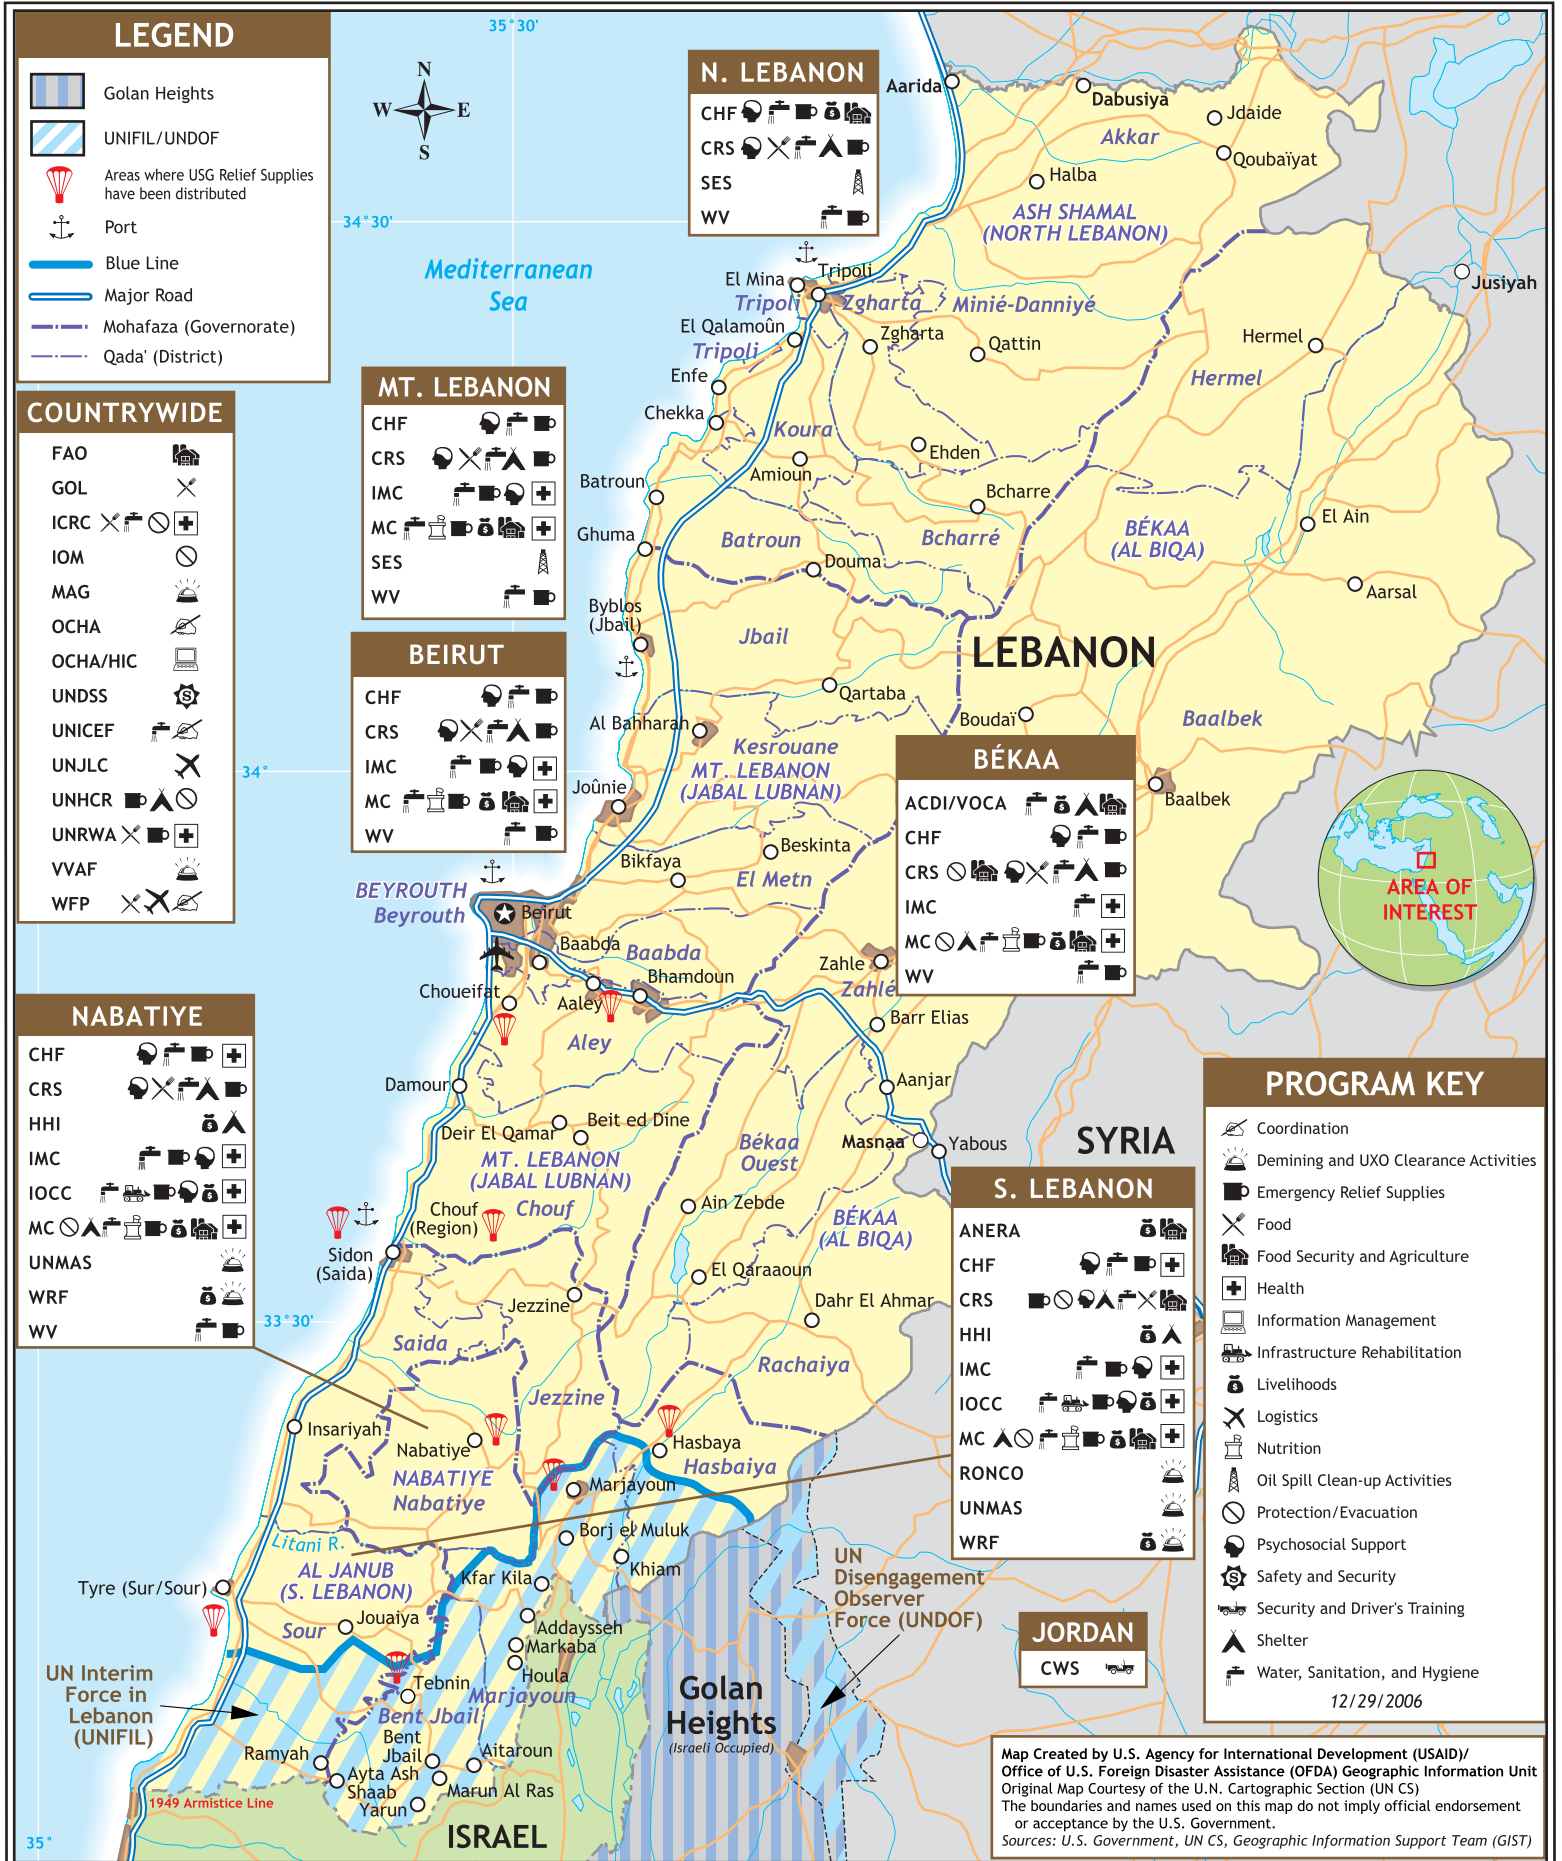 LEGEND
Golan Heights
UNIFIL/UNDOF
Areas where USG Relief Supplies
have been distributed
Port
Blue Line
Major Road
Mohafaza (Governorate)
Qada' (District)
COUNTRYWIDE
FAO
GOL
ICRC
IOM
MAG
OCHA
OCHA/HIC
UNDSS
UNICEF
UNJLC
UNHCR
UNRWA
VVAF
WFP
NABATIYE
CHF
CRS
HHI
IMC
IOCC
MC
UNMAS
WRF
WV
MT. LEBANON
CHF
CRS
IMC
MC
SES
WV
BEIRUT
CHF
CRS
IMC
MC
WV
N. LEBANON
CHF
CRS
SES
WV
BÉKAA
ACDI/VOCA
CHF
CRS
IMC
MC
WV
S. LEBANON
ANERA
CHF
CRS
HHI
IMC
IOCC
MC
RONCO
UNMAS
WRF
JORDAN
CWS
PROGRAM KEY
Coordination
Demining and UXO Clearance Activities
Emergency Relief Supplies
Food
Food Security and Agriculture
Health
Information Management
Infrastructure Rehabilitation
Livelihoods
Logistics
Nutrition
Oil Spill Clean-up Activities
Protection/Evacuation
Psychosocial Support
Safety and Security
Security and Driver's Training
Shelter
Water, Sanitation, and Hygiene
12/29/2006
35°30'
N
W
E
S
34°30'
34°
33°30'
35°
Mediterranean
Sea
Aarida
Dabusiya
Jdaide
Akkar
Qoubaïyat
Halba
ASH SHAMAL
(NORTH LEBANON)
Jusiyah
El Mina
Tripoli
Tripoli
Zgharta
Minié-Danniyé
El Qalamoûn
Tripoli
Zgharta
Qattin
Hermel
Hermel
Enfe
Chekka
Koura
Ehden
Amioun
Batroun
Bcharre
El Ain
Ghuma
Batroun
Bcharré
BÉKAA
(AL BIQA)
Douma
Aarsal
Byblos
(Jbail)
Jbail
LEBANON
Qartaba
Boudaï
Baalbek
Al Bahharah
Kesrouane
MT. LEBANON
(JABAL LUBNAN)
Joûnie
Baalbek
Beskinta
Bikfaya
El Metn
BEYROUTH
Beyrouth
Beirut
Baabda
Baabda
Bhamdoun
Zahle
Zahlé
Choueifat
Aaley
Barr Elias
Aley
Damour
Aanjar
Beit ed Dine
Deir El Qamar
Masnaa
Yabous
SYRIA
Békaa
Ouest
MT. LEBANON
(JABAL LUBNAN)
Chouf
Chouf
(Region)
Ain Zebde
BÉKAA
(AL BIQA)
Sidon
(Saida)
El Qaraaoun
Jezzine
Dahr El Ahmar
Saida
Rachaiya
Jezzine
Insariyah
Nabatiye
Hasbaya
Hasbaiya
NABATIYE
Nabatiye
Marjayoun
Litani R.
Borj el Muluk
AL JANUB
(S. LEBANON)
Khiam
Kfar Kila
Tyre (Sur/Sour)
Jouaiya
Sour
Addaysseh
Markaba
Houla
Tebnin
Marjayoun
Bent Jbail
Bent
Jbail
Aitaroun
Ramyah
Ayta Ash
Shaab
Marun Al Ras
Yarun
1949 Armistice Line
ISRAEL
UN Interim
Force in
Lebanon
(UNIFIL)
UN
Disengagement
Observer
Force (UNDOF)
Golan
Heights
(Israeli Occupied)
AREA OF
INTEREST
Map Created by U.S. Agency for International Development (USAID)/
Office of U.S. Foreign Disaster Assistance (OFDA) Geographic Information Unit
Original Map Courtesy of the U.N. Cartographic Section (UN CS)
The boundaries and names used on this map do not imply official endorsement
or acceptance by the U.S. Government.
Sources: U.S. Government, UN CS, Geographic Information Support Team (GIST)